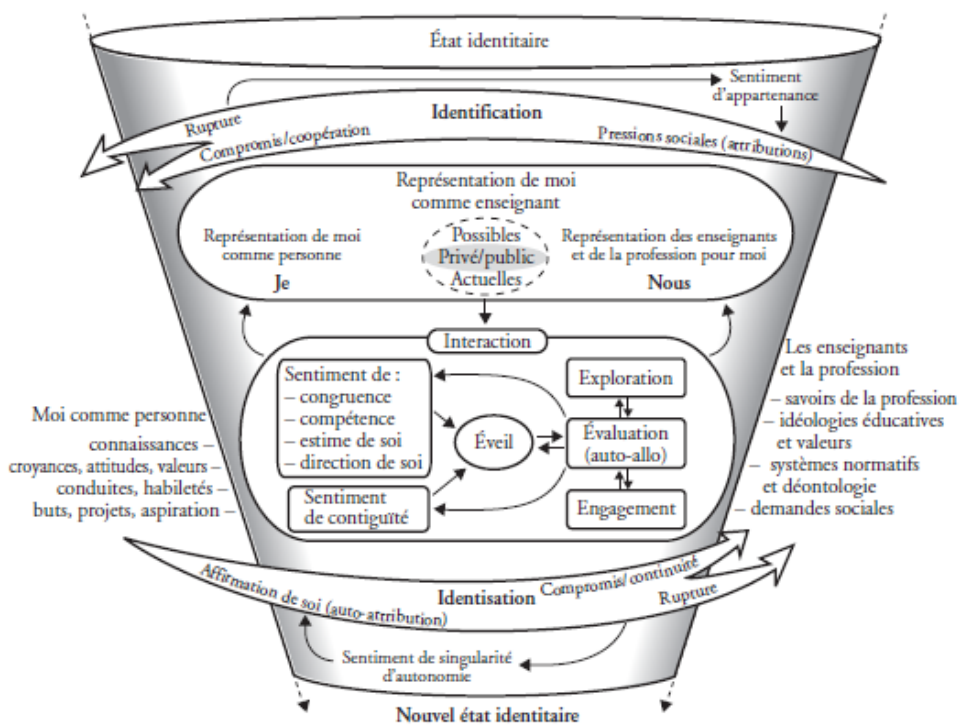 État identitaire
Sentiment
d'appartenance
Rupture
Identification
Compromis/coopération
Pressions sociales (attributions)
Représentation de moi
comme enseignant
Représentation de moi
comme personne
Je
Possibles
Privé/public
Actuelles
Représentation des enseignants
et de la profession pour moi
Nous
Interaction
Sentiment de :
– congruence
– compétence
– estime de soi
– direction de soi
Sentiment
de contiguïté
Éveil
Exploration
Évaluation
(auto-allo)
Engagement
Moi comme personne
connaissances –
croyances, attitudes, valeurs –
conduites, habiletés –
buts, projets, aspiration –
Les enseignants
et la profession
– savoirs de la profession
– idéologies éducatives
et valeurs
– systèmes normatifs
et déontologie
– demandes sociales
Affirmation de soi (auto-attribution)
Identisation
Compromis/continuité
Rupture
Sentiment de singularité
d'autonomie
Nouvel état identitaire